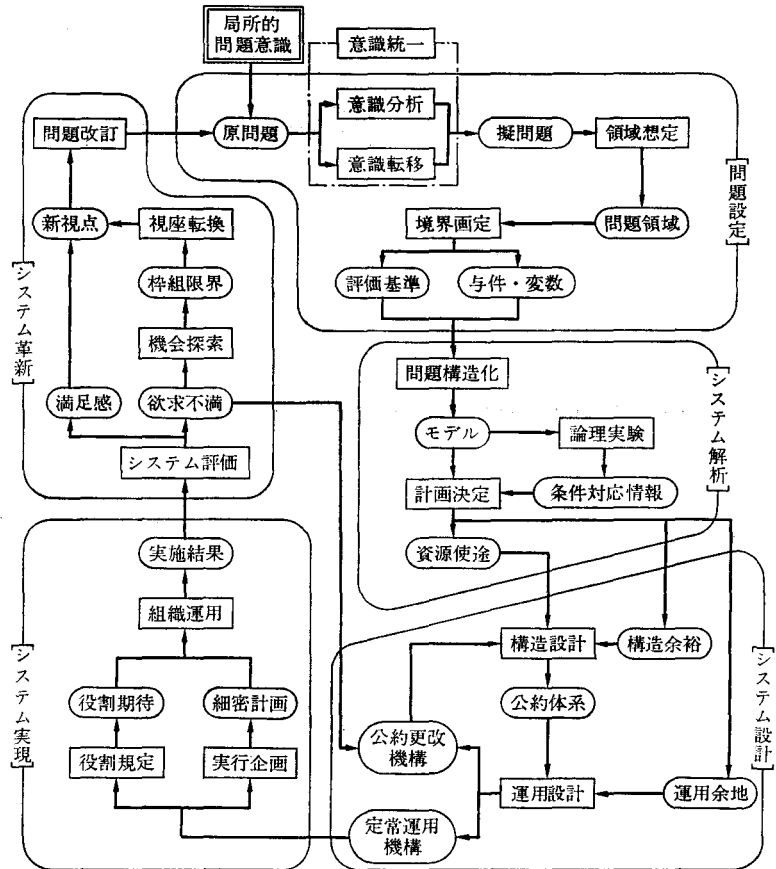 局所的
問題意識
意識統一
問題改訂
原問題
意識分析
意識転移
擬問題
領域想定
[問題設定]
新視点
視座転換
境界画定
問題領域
枠組限界
評価基準
与件・変数
[システム革新]
機会探索
問題構造化
満足感
欲求不満
モデル
論理実験
[システム解析]
システム評価
計画決定
条件対応情報
実施結果
資源使途
組織運用
構造設計
構造余裕
[システム実現]
役割期待
細密計画
公約体系
[システム設計]
役割規定
実行企画
公約更改
機構
運用設計
運用余地
定常運用
機構